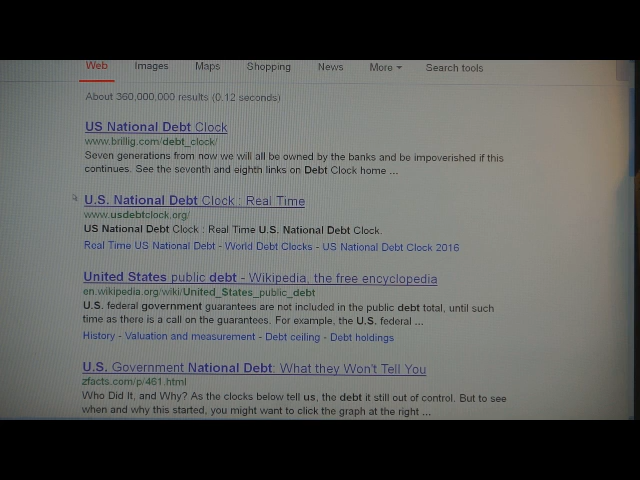 Web Images Maps Shopping News More Search tools
About 360,000,000 results (0.12 seconds)
US National Debt Clock
www.brillig.com/debt_clock/
Seven generations from now we will all be owned by the banks and be impoverished if this
continues. See the seventh and eighth links on Debt Clock home ...
U.S. National Debt Clock : Real Time
www.usdebtclock.org/
US National Debt Clock : Real Time U.S. National Debt Clock.
Real Time US National Debt - World Debt Clocks - US National Debt Clock 2016
United States public debt - Wikipedia, the free encyclopedia
en.wikipedia.org/wiki/United_States_public_debt
U.S. federal government guarantees are not included in the public debt total, until such
time as there is a call on the guarantees. For example, the U.S. federal ...
History - Valuation and measurement - Debt ceiling - Debt holdings
U.S. Government National Debt: What they Won't Tell You
zfacts.com/p/461.html
Who Did It, and Why? As the clocks below tell us, the debt it still out of control. But to see
when and why this started, you might want to click the graph at the right ...